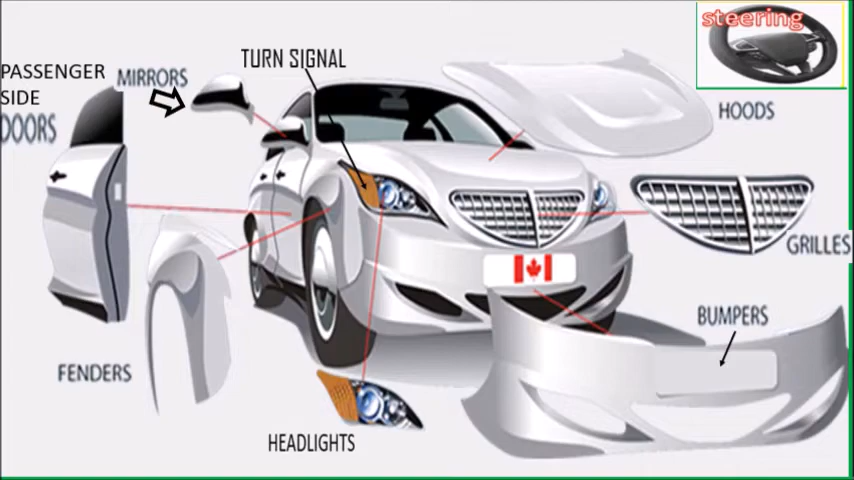 steering
TURN SIGNAL
PASSENGER
SIDE
DOORS
MIRRORS
HOODS
GRILLES
BUMPERS
FENDERS
HEADLIGHTS